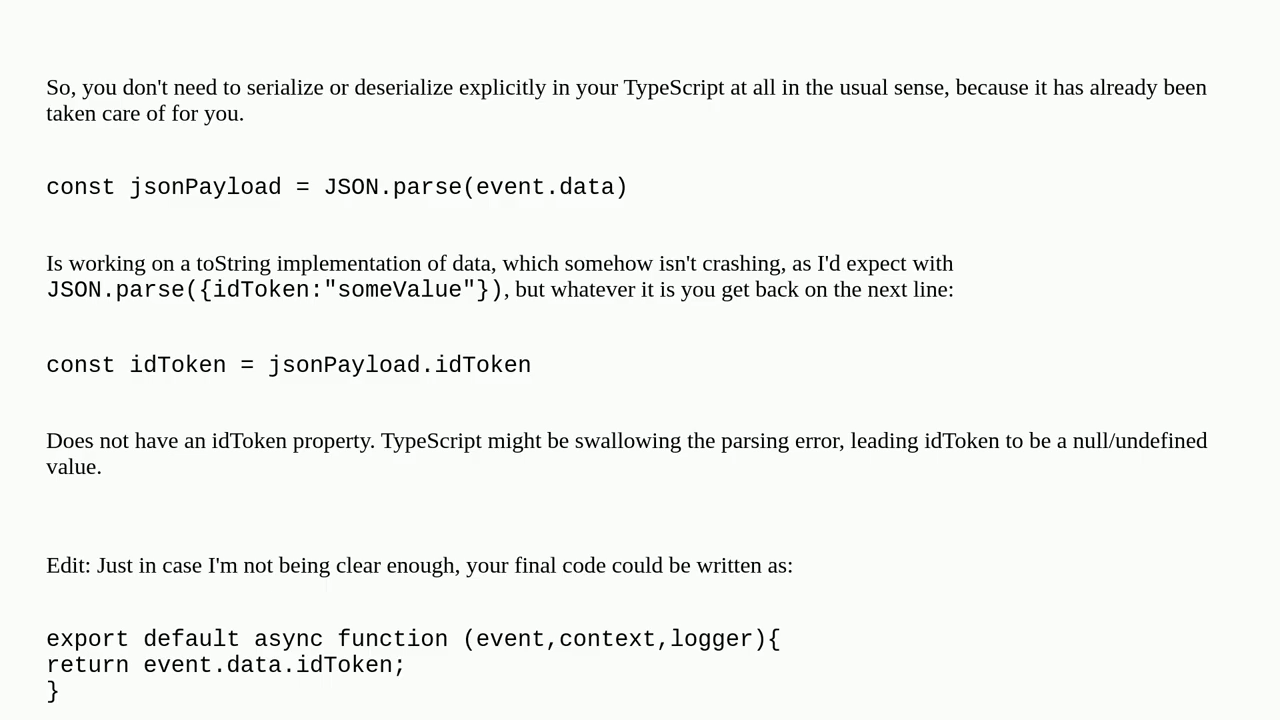 So, you don't need to serialize or deserialize explicitly in your TypeScript at all in the usual sense, because it has already been
taken care of for you.
const jsonPayload = JSON.parse(event.data)
Is working on a toString implementation of data, which somehow isn't crashing, as I'd expect with
JSON.parse({idToken:"someValue"}), but whatever it is you get back on the next line:
const idToken = jsonPayload.idToken
Does not have an idToken property. TypeScript might be swallowing the parsing error, leading idToken to be a null/undefined
value.
Edit: Just in case I'm not being clear enough, your final code could be written as:
export default async function (event,context,logger){
return event.data.idToken;
}